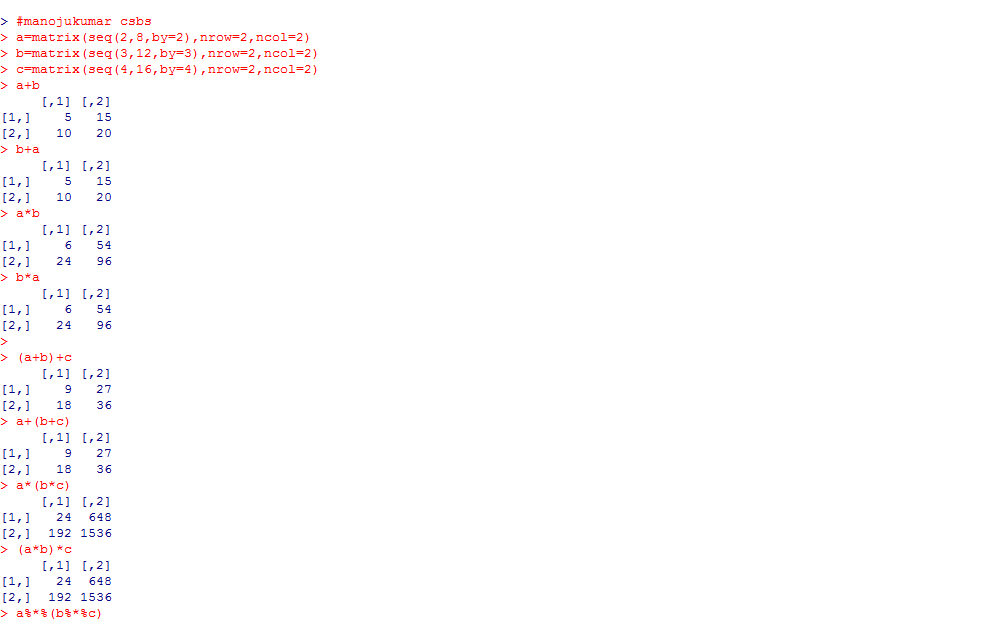 > #manojukumar csbs
> a=matrix(seq(2,8,by=2),nrow=2,ncol=2)
> b=matrix(seq(3,12,by=3),nrow=2,ncol=2)
> c=matrix(seq(4,16,by=4),nrow=2,ncol=2)
> a+b
     [,1] [,2]
[1,]    5   15
[2,]   10   20
> b+a
     [,1] [,2]
[1,]    5   15
[2,]   10   20
> a*b
     [,1] [,2]
[1,]    6   54
[2,]   24   96
> b*a
     [,1] [,2]
[1,]    6   54
[2,]   24   96
>
> (a+b)+c
     [,1] [,2]
[1,]    9   27
[2,]   18   36
> a+(b+c)
     [,1] [,2]
[1,]    9   27
[2,]   18   36
> a*(b*c)
     [,1] [,2]
[1,]   24  648
[2,]  192 1536
> (a*b)*c
     [,1] [,2]
[1,]   24  648
[2,]  192 1536
> a%*%(b%*%c)